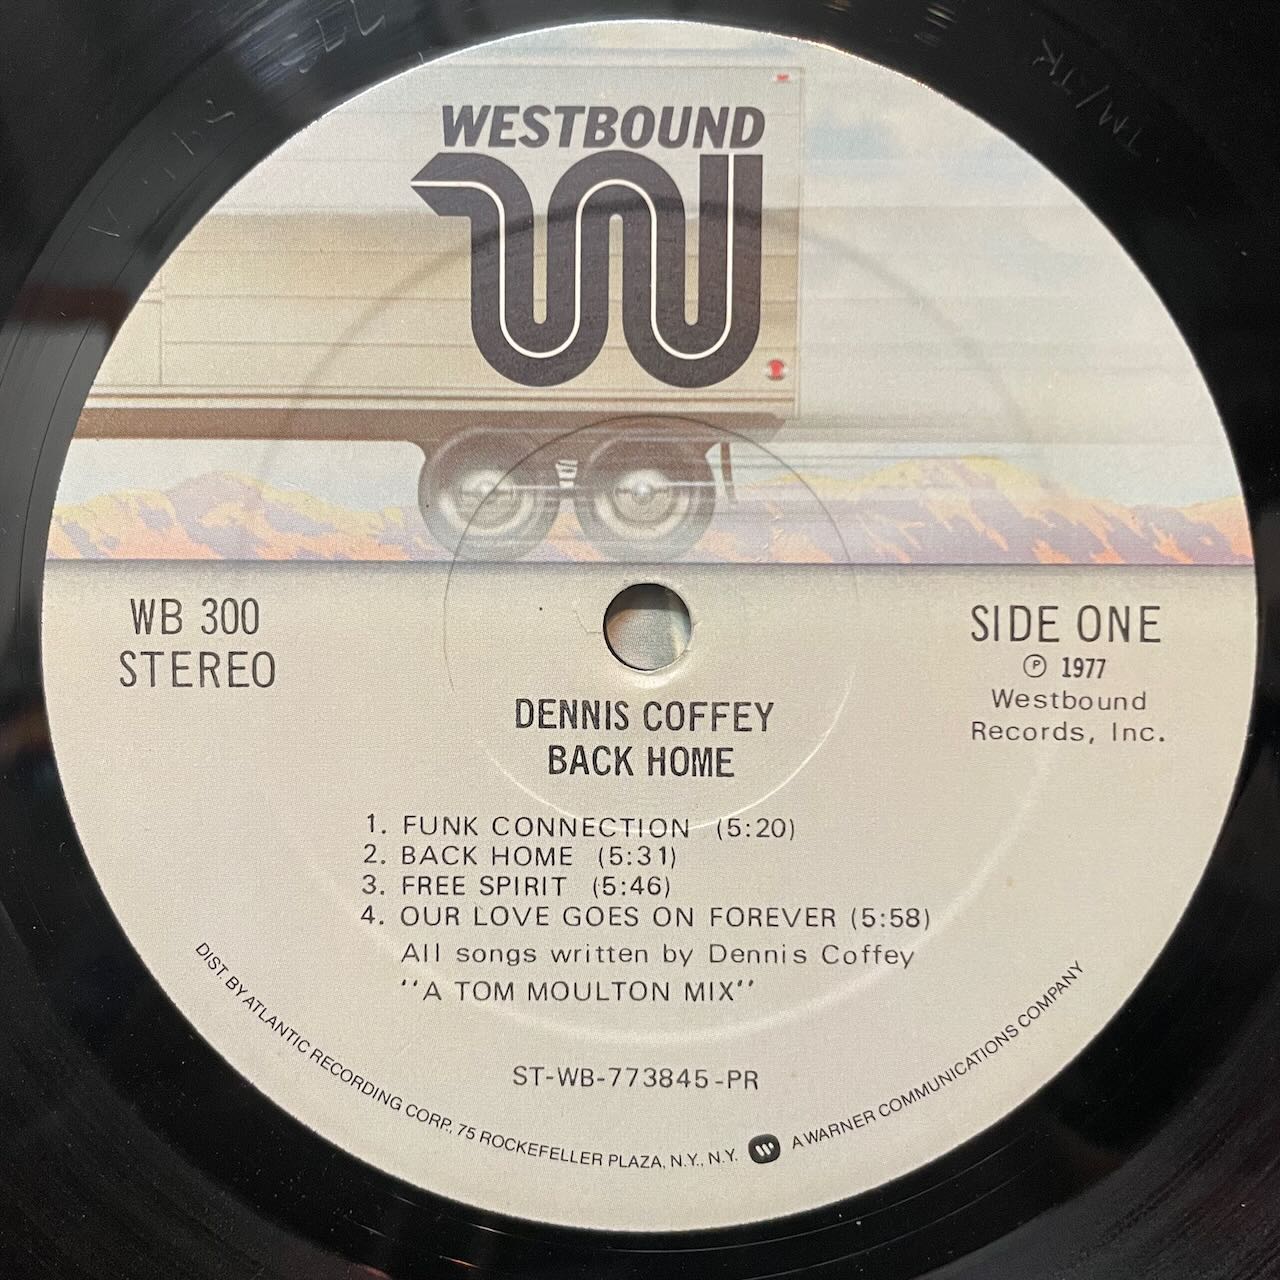 WESTBOUND
WB 300
STEREO
SIDE ONE
Ⓟ 1977
Westbound
Records, Inc.
DENNIS COFFEY
BACK HOME
1. FUNK CONNECTION (5:20)
2. BACK HOME (5:31)
3. FREE SPIRIT (5:46)
4. OUR LOVE GOES ON FOREVER (5:58)
All songs written by Dennis Coffey
''A TOM MOULTON MIX''
ST-WB-773845-PR
DIST. BY ATLANTIC RECORDING CORP., 75 ROCKEFELLER PLAZA, N.Y., N.Y. A WARNER COMMUNICATIONS COMPANY
TM/TK